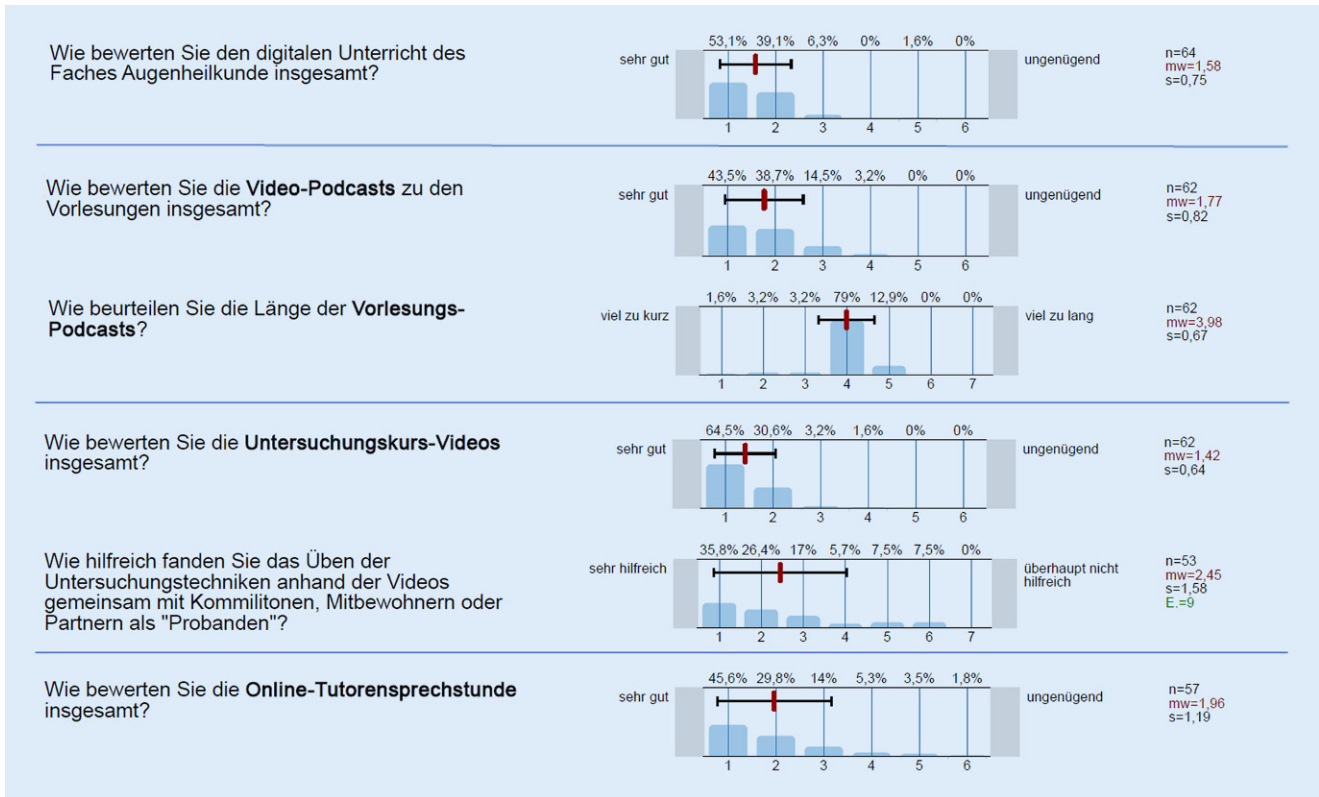 Wie bewerten Sie den digitalen Unterricht des
Faches Augenheilkunde insgesamt?
53,1% 39,1% 6,3% 0% 1,6% 0%
sehr gut
ungenügend
1 2 3 4 5 6
n=64
mw=1,58
s=0,75
Wie bewerten Sie die Video-Podcasts zu den
Vorlesungen insgesamt?
43,5% 38,7% 14,5% 3,2% 0% 0%
sehr gut
ungenügend
1 2 3 4 5 6
n=62
mw=1,77
s=0,82
Wie beurteilen Sie die Länge der Vorlesungs-
Podcasts?
1,6% 3,2% 3,2% 79% 12,9% 0% 0%
viel zu kurz
viel zu lang
1 2 3 4 5 6 7
n=62
mw=3,98
s=0,67
Wie bewerten Sie die Untersuchungskurs-Videos
insgesamt?
64,5% 30,6% 3,2% 1,6% 0% 0%
sehr gut
ungenügend
1 2 3 4 5 6
n=62
mw=1,42
s=0,64
Wie hilfreich fanden Sie das Üben der
Untersuchungstechniken anhand der Videos
gemeinsam mit Kommilitonen, Mitbewohnern oder
Partnern als "Probanden"?
35,8% 26,4% 17% 5,7% 7,5% 7,5% 0%
sehr hilfreich
überhaupt nicht
hilfreich
1 2 3 4 5 6 7
n=53
mw=2,45
s=1,58
E.=9
Wie bewerten Sie die Online-Tutorensprechstunde
insgesamt?
45,6% 29,8% 14% 5,3% 3,5% 1,8%
sehr gut
ungenügend
1 2 3 4 5 6
n=57
mw=1,96
s=1,19